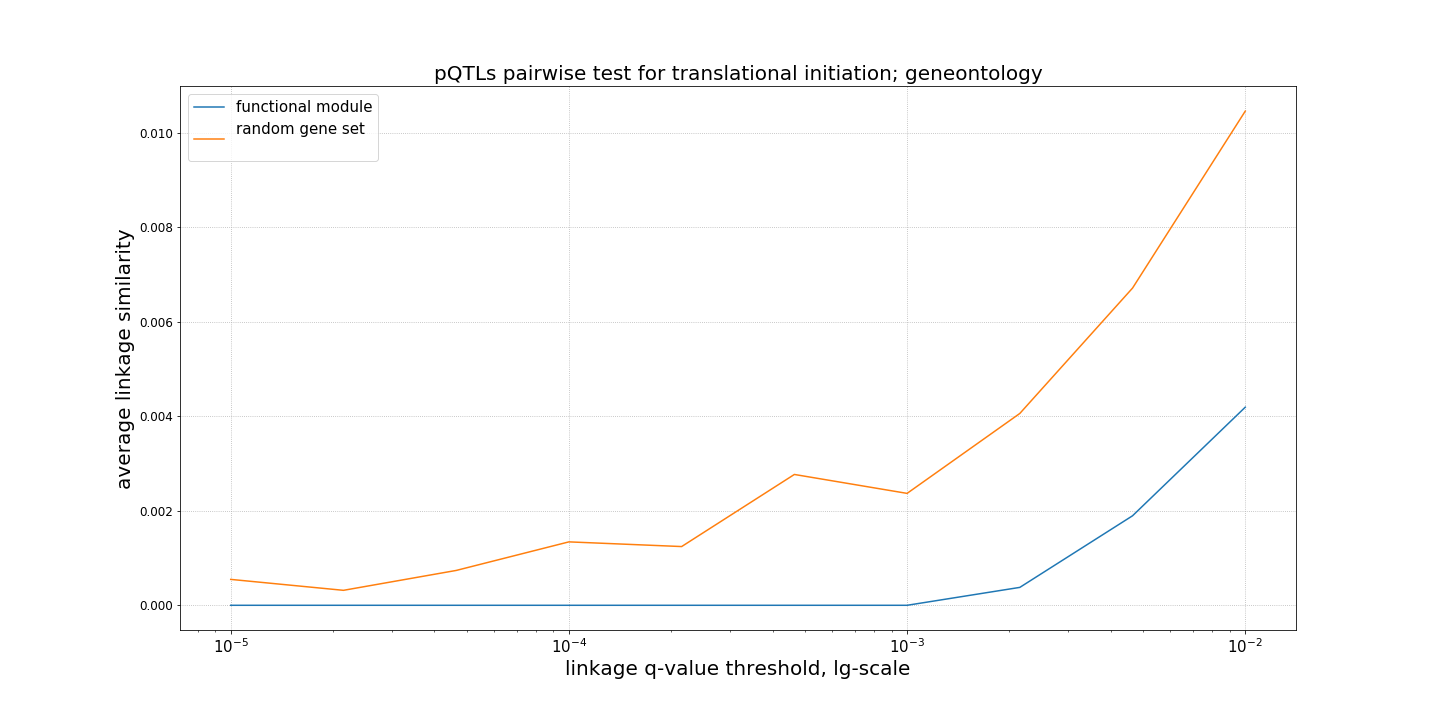 pQTLs pairwise test for translational initiation; geneontology
functional module
random gene set
0.010
0.008
0.006
0.004
0.002
0.000
average linkage similarity
10⁻⁵ 10⁻⁴ 10⁻³ 10⁻²
linkage q-value threshold, lg-scale